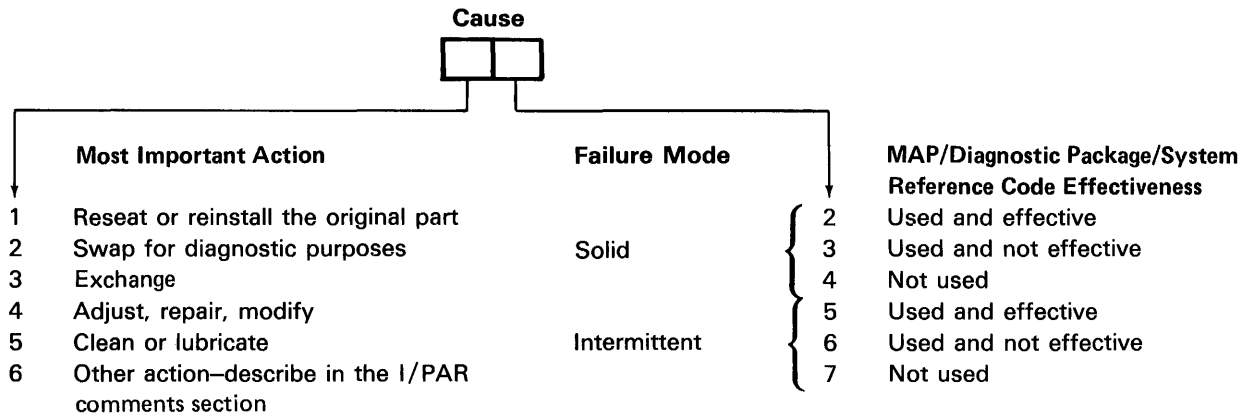 Cause
Most Important Action Failure Mode MAP/Diagnostic Package/System
Reference Code Effectiveness
1 Reseat or reinstall the original part 2 Used and effective
2 Swap for diagnostic purposes Solid 3 Used and not effective
3 Exchange 4 Not used
4 Adjust, repair, modify 5 Used and effective
5 Clean or lubricate Intermittent 6 Used and not effective
6 Other action—describe in the I/PAR 7 Not used
comments section